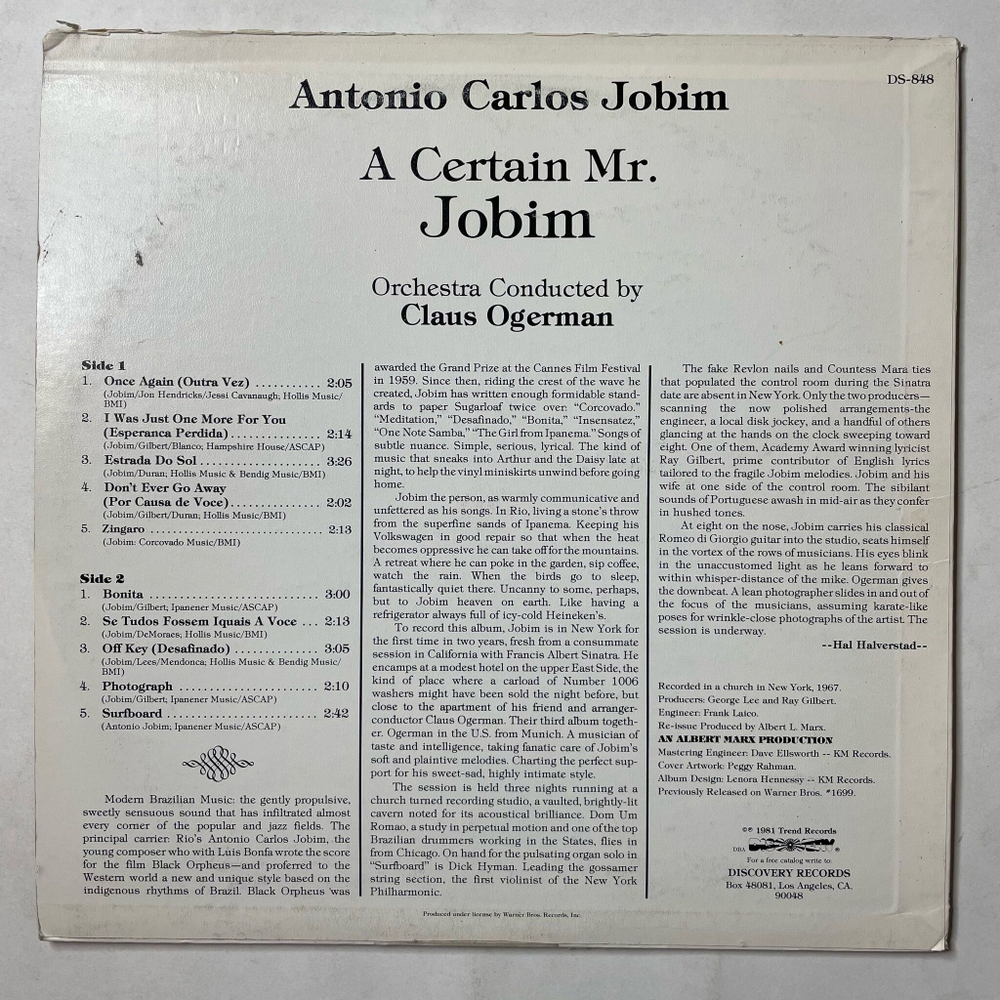 DS-848
Antonio Carlos Jobim
A Certain Mr.
Jobim
Orchestra Conducted by
Claus Ogerman
Side 1
1. Once Again (Outra Vez) ........... 2:05
(Jobim/Jon Hendricks/Jessi Cavanaugh; Hollis Music/
BMI)
2. I Was Just One More For You
(Esperanca Perdida)............... 2:14
(Jobim/Gilbert/Blanco; Hampshire House/ASCAP)
3. Estrada Do Sol .................... 3:26
(Jobim/Duran; Hollis Music & Bendig Music/BMI)
4. Don't Ever Go Away
(Por Causa de Voce)............... 2:02
(Jobim/Gilbert/Duran; Hollis Music/BMI)
5. Zingaro ............................ 2:13
(Jobim: Corcovado Music/BMI)
Side 2
1. Bonita ............................. 3:00
(Jobim/Gilbert; Ipanener Music/ASCAP)
2. Se Tudos Fossem Iquais A Voce ... 2:13
(Jobim/DeMoraes; Hollis Music/BMI)
3. Off Key (Desafinado) .............. 3:05
(Jobim/Lees/Mendonca; Hollis Music & Bendig Music/
BMI)
4. Photograph ....................... 2:10
(Jobim/Gilbert; Ipanener Music/ASCAP)
5. Surfboard ......................... 2:42
(Antonio Jobim; Ipanener Music/ASCAP)
Modern Brazilian Music: the gently propulsive,
sweetly sensuous sound that has infiltrated almost
every corner of the popular and jazz fields. The
principal carrier: Rio's Antonio Carlos Jobim, the
young composer who with Luis Bonfa wrote the score
for the film Black Orpheus—and proferred to the
Western world a new and unique style based on the
indigenous rhythms of Brazil. Black Orpheus was
awarded the Grand Prize at the Cannes Film Festival
in 1959. Since then, riding the crest of the wave he
created, Jobim has written enough formidable stand-
ards to paper Sugarloaf twice over: "Corcovado."
"Meditation," "Desafinado," "Bonita," "Insensatez,"
"One Note Samba," "The Girl from Ipanema." Songs of
subtle nuance. Simple, serious, lyrical. The kind of
music that sneaks into Arthur and the Daisy late at
night, to help the vinyl miniskirts unwind before going
home.
Jobim the person, as warmly communicative and
unfettered as his songs. In Rio, living a stone's throw
from the superfine sands of Ipanema. Keeping his
Volkswagen in good repair so that when the heat
becomes oppressive he can take off for the mountains.
A retreat where he can poke in the garden, sip coffee,
watch the rain. When the birds go to sleep,
fantastically quiet there. Uncanny to some, perhaps,
but to Jobim heaven on earth. Like having a
refrigerator always full of icy-cold Heineken's.
To record this album, Jobim is in New York for
the first time in two years, fresh from a consummate
session in California with Francis Albert Sinatra. He
encamps at a modest hotel on the upper East Side, the
kind of place where a carload of Number 1006
washers might have been sold the night before, but
close to the apartment of his friend and arranger-
conductor Claus Ogerman. Their third album togeth-
er. Ogerman in the U.S. from Munich. A musician of
taste and intelligence, taking fanatic care of Jobim's
soft and plaintive melodies. Charting the perfect sup-
port for his sweet-sad, highly intimate style.
The session is held three nights running at a
church turned recording studio, a vaulted, brightly-lit
cavern noted for its acoustical brilliance. Dom Um
Romao, a study in perpetual motion and one of the top
Brazilian drummers working in the States, flies in
from Chicago. On hand for the pulsating organ solo in
"Surfboard" is Dick Hyman. Leading the gossamer
string section, the first violinist of the New York
Philharmonic.
The fake Revlon nails and Countess Mara ties
that populated the control room during the Sinatra
date are absent in New York. Only the two producers—
scanning the now polished arrangements-the
engineer, a local disk jockey, and a handful of others
glancing at the hands on the clock sweeping toward
eight. One of them, Academy Award winning lyricist
Ray Gilbert, prime contributor of English lyrics
tailored to the fragile Jobim melodies. Jobim and his
wife at one side of the control room. The sibilant
sounds of Portuguese awash in mid-air as they confer
in hushed tones.
At eight on the nose, Jobim carries his classical
Romeo di Giorgio guitar into the studio, seats himself
in the vortex of the rows of musicians. His eyes blink
in the unaccustomed light as he leans forward to
within whisper-distance of the mike. Ogerman gives
the downbeat. A lean photographer slides in and out of
the focus of the musicians, assuming karate-like
poses for wrinkle-close photographs of the artist. The
session is underway.
--Hal Halverstad--
Recorded in a church in New York, 1967.
Producers: George Lee and Ray Gilbert.
Engineer: Frank Laico.
Re-issue Produced by Albert L. Marx.
AN ALBERT MARX PRODUCTION
Mastering Engineer: Dave Ellsworth -- KM Records.
Cover Artwork: Peggy Rahman.
Album Design: Lenora Hennessy -- KM Records.
Previously Released on Warner Bros. #1699.
©℗ 1981 Trend Records
DBA
For a free catalog write to:
DISCOVERY RECORDS
Box 48081, Los Angeles, CA.
90048
Produced under license by Warner Bros. Records, Inc.